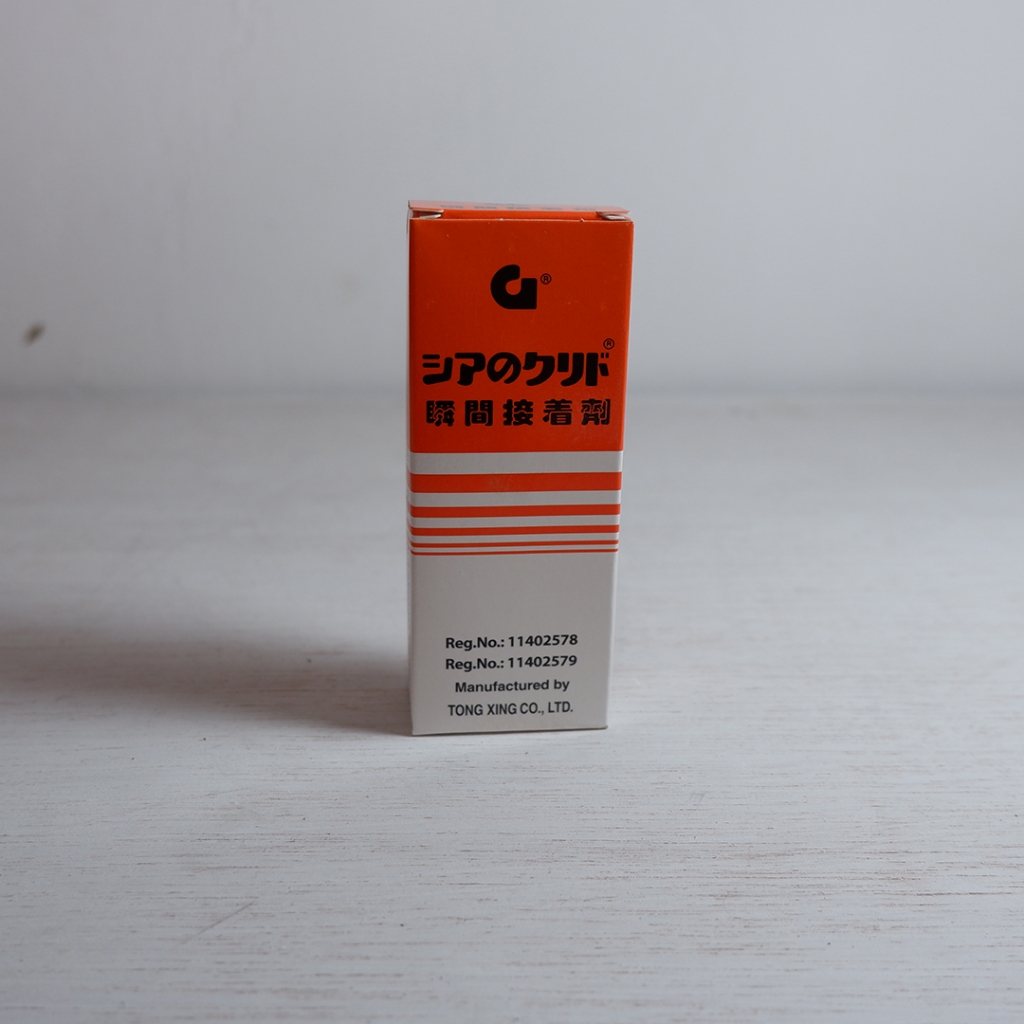 シアのクリド®
瞬間接着剤
Reg.No.: 11402578
Reg.No.: 11402579
Manufactured by
TONG XING CO., LTD.